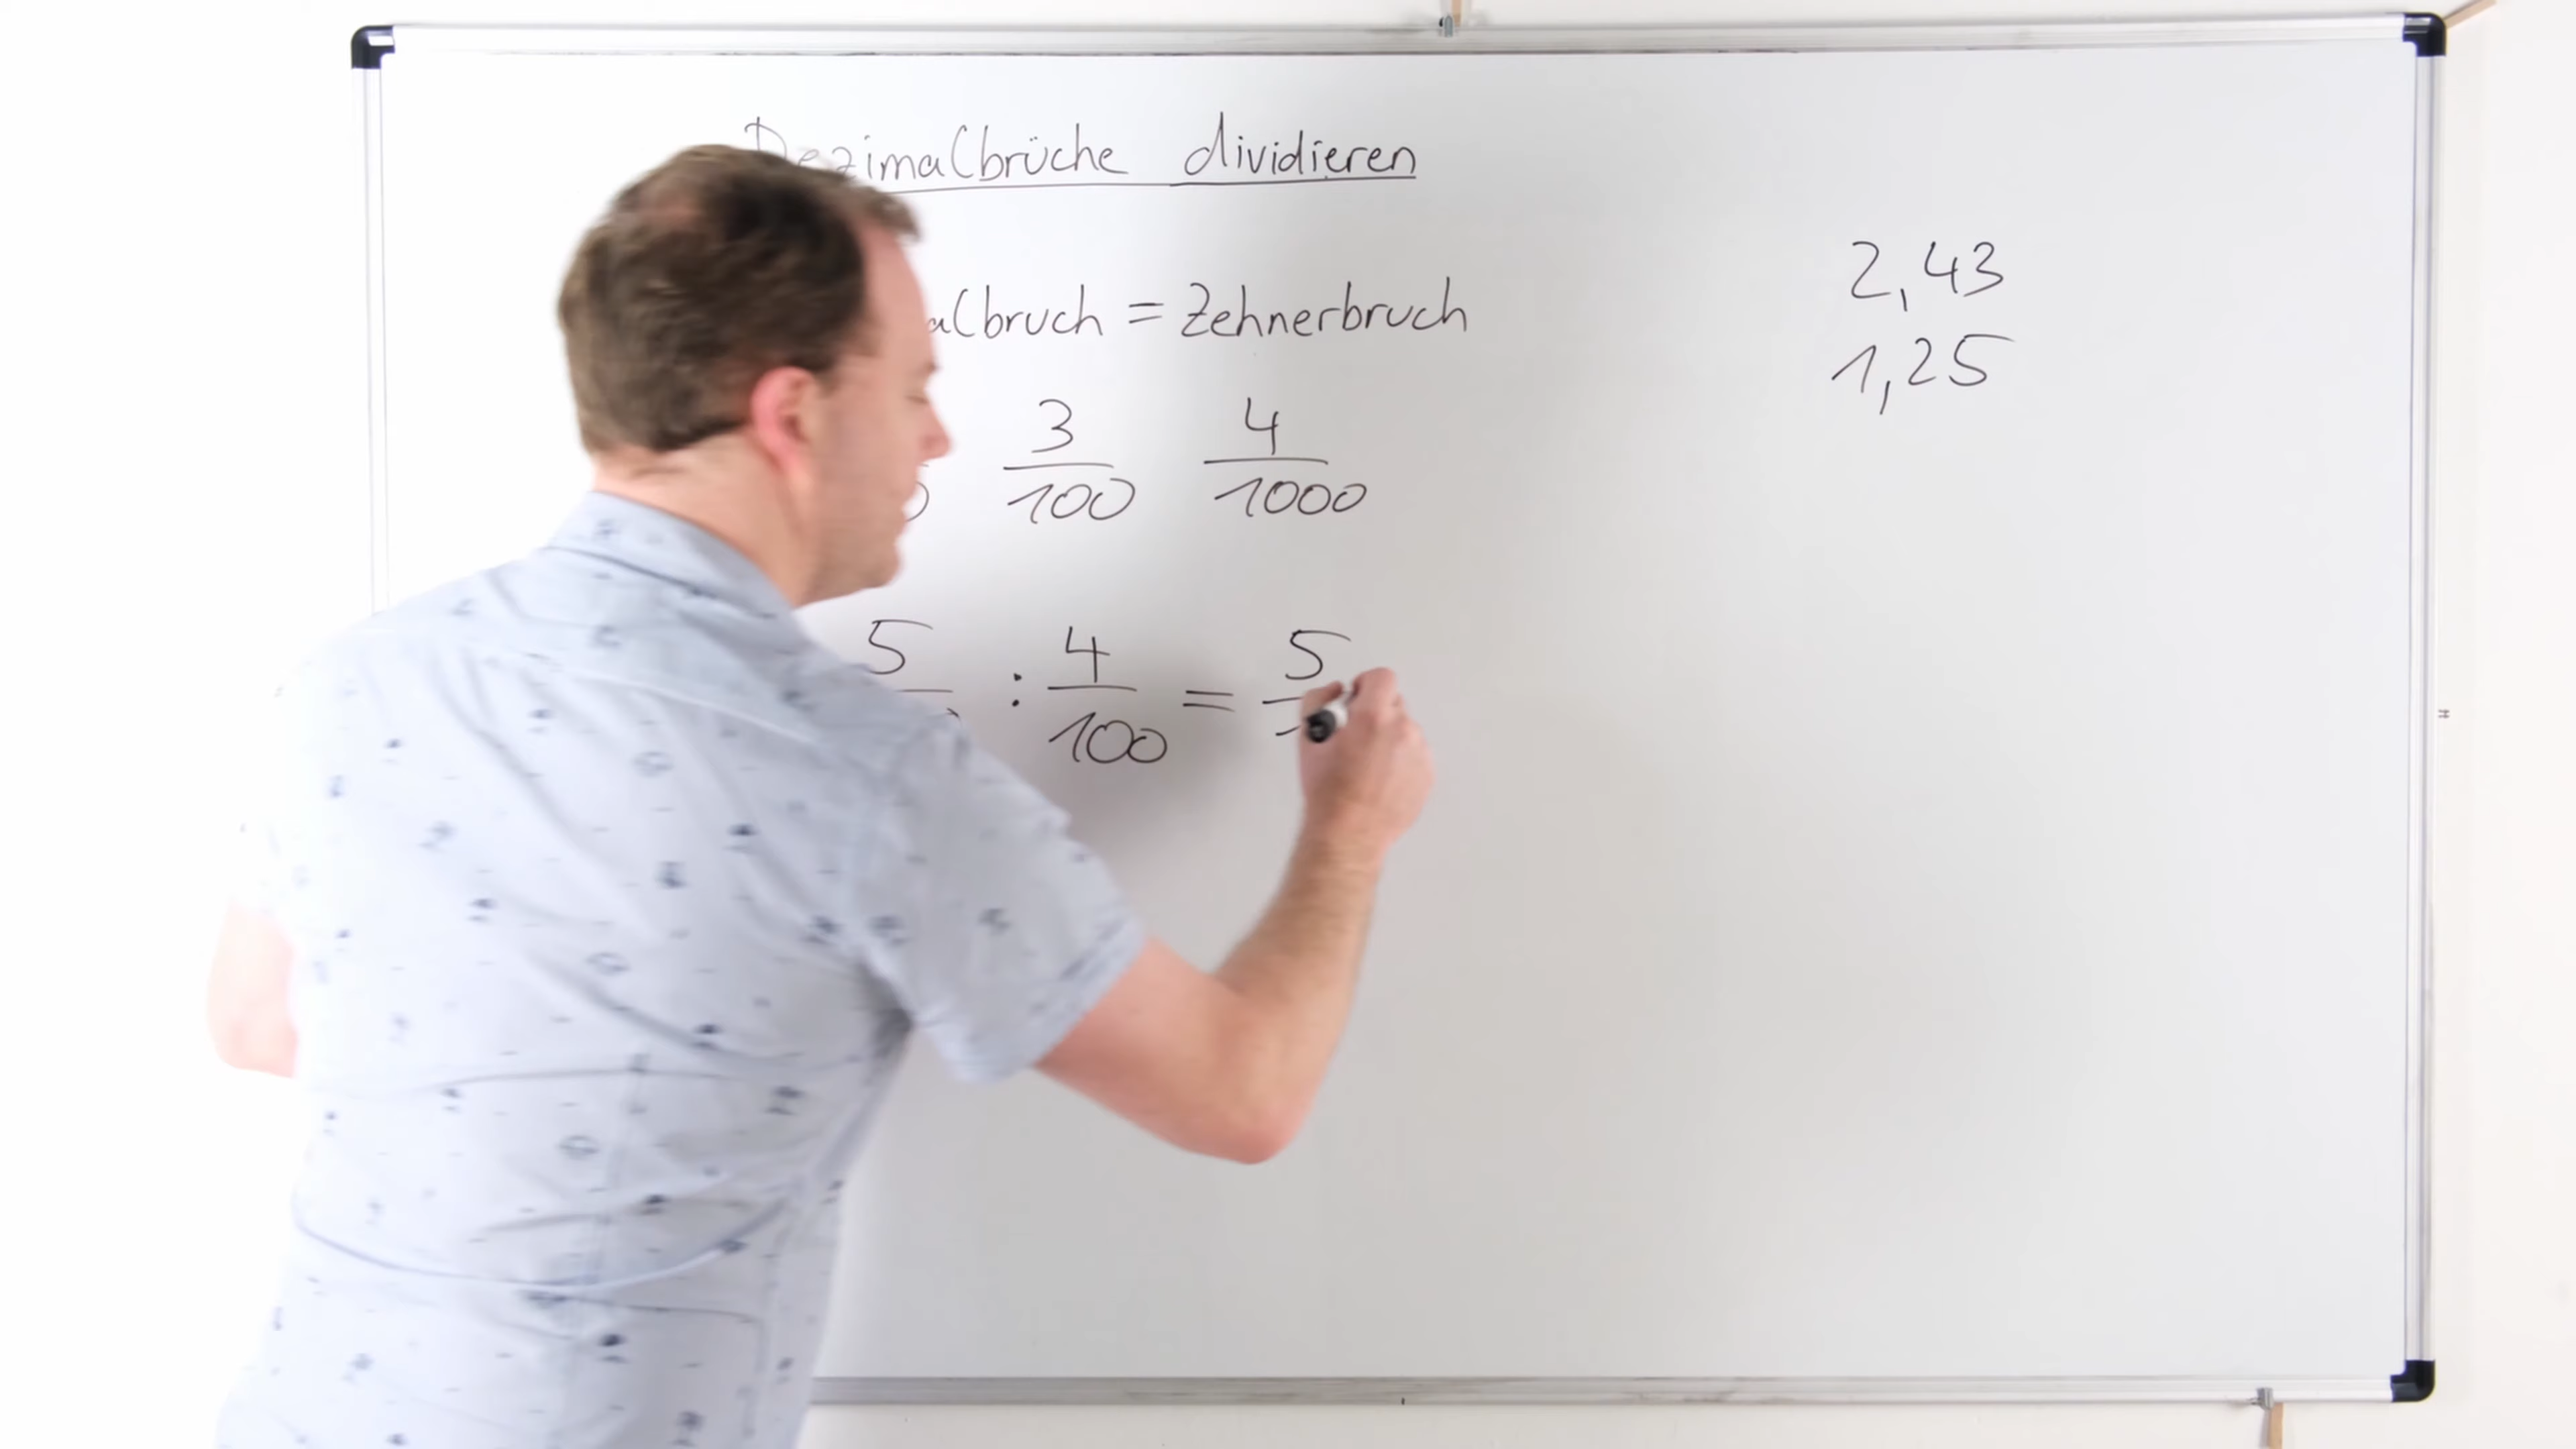 Dezimalbrüche dividieren
albruch = Zehnerbruch
2,43
1,25
3/100 4/1000
5 : 4/100 = 5